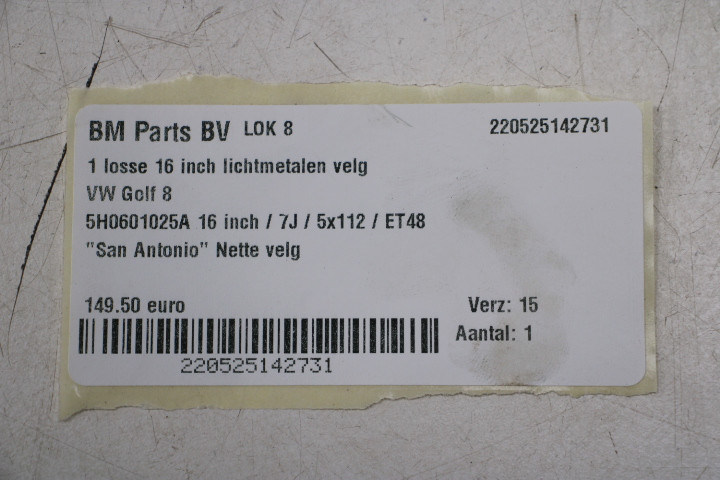 BM Parts BV LOK 8 220525142731
1 losse 16 inch lichtmetalen velg
VW Golf 8
5H0601025A 16 inch / 7J / 5x112 / ET48
"San Antonio" Nette velg
149.50 euro Verz: 15
Aantal: 1
220525142731